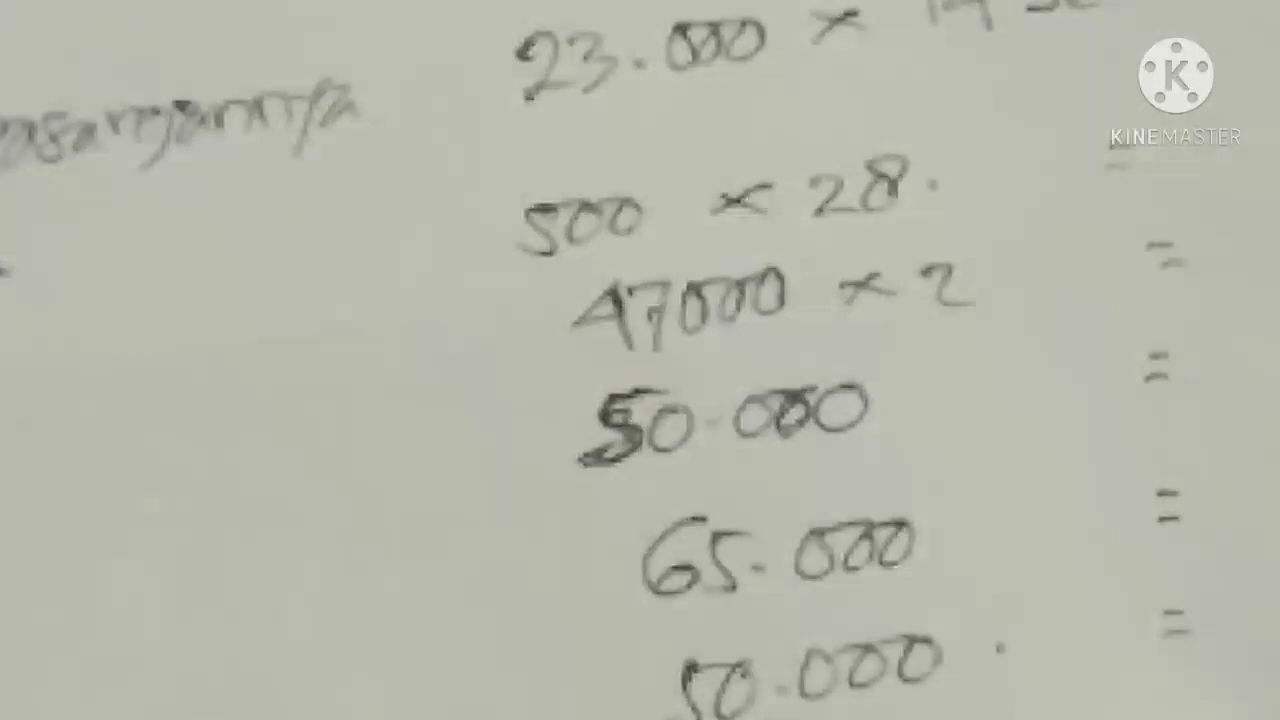 23.000 ×
KINEMASTER
500 × 28.
=
47000 × 2
=
50.000
=
65.000
=
50.000